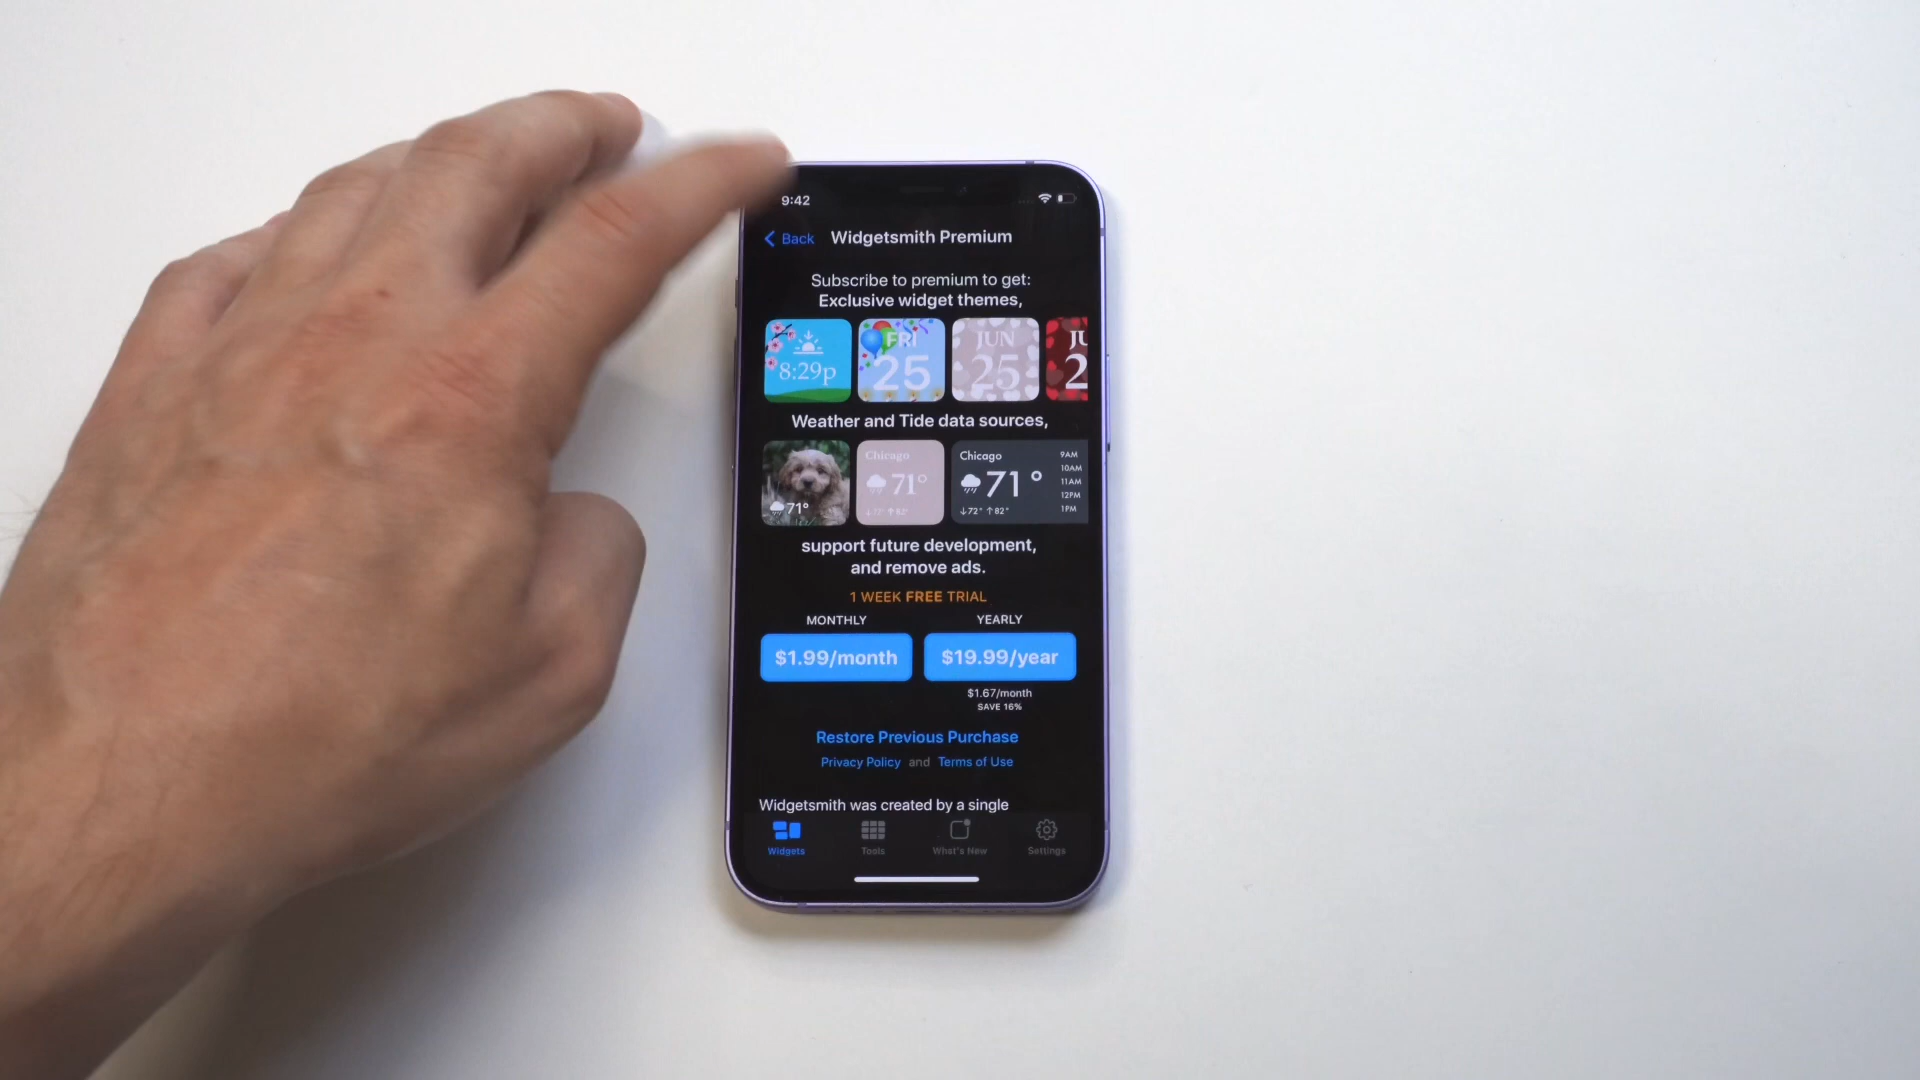 9:42
Back
Widgetsmith Premium
Subscribe to premium to get:
Exclusive widget themes,
8:29p
FRI
25
JUN
25
JU
2
Weather and Tide data sources,
71°
Chicago
71°
Chicago
71°
↓72° ↑82°
9AM
10AM
11AM
12PM
1PM
support future development,
and remove ads.
1 WEEK FREE TRIAL
MONTHLY
YEARLY
$1.99/month
$19.99/year
$1.67/month
SAVE 16%
Restore Previous Purchase
Privacy Policy and Terms of Use
Widgetsmith was created by a single
Widgets
Tools
What's New
Settings